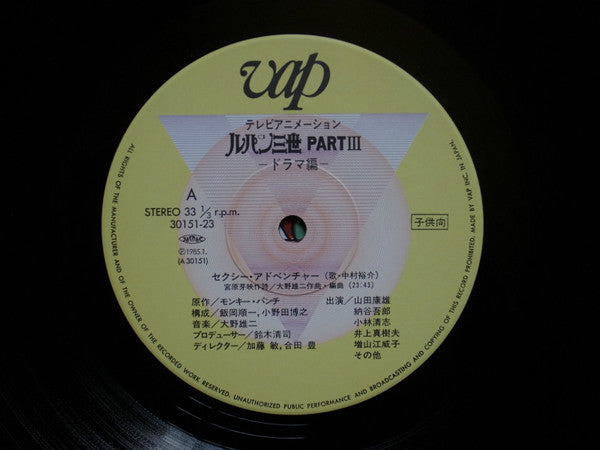 vap
テレビアニメーション
ルパン三世 PARTIII
ードラマ編ー
A
STEREO 33 1/3 r.p.m.
30151-23
℗1985.1.
(A 30151)
子供向
セクシー・アドベンチャー (歌・中村裕介)
宮原芽映作詩/大野雄二作曲・編曲 (23:43)
原作/モンキー・パンチ
構成/飯岡順一, 小野田博之
音楽/大野雄二
プロデューサー/鈴木清司
ディレクター/加藤 敏, 合田 豊
出演/山田康雄
納谷吾郎
小林清志
井上真樹夫
増山江威子
その他
ALL RIGHTS OF THE MANUFACTURER AND OF THE OWNER OF THE RECORDED WORK RESERVED. UNAUTHORIZED PUBLIC PERFORMANCE AND BROADCASTING AND COPYING OF THIS RECORD PROHIBITED. MADE BY VAP INC. IN JAPAN.